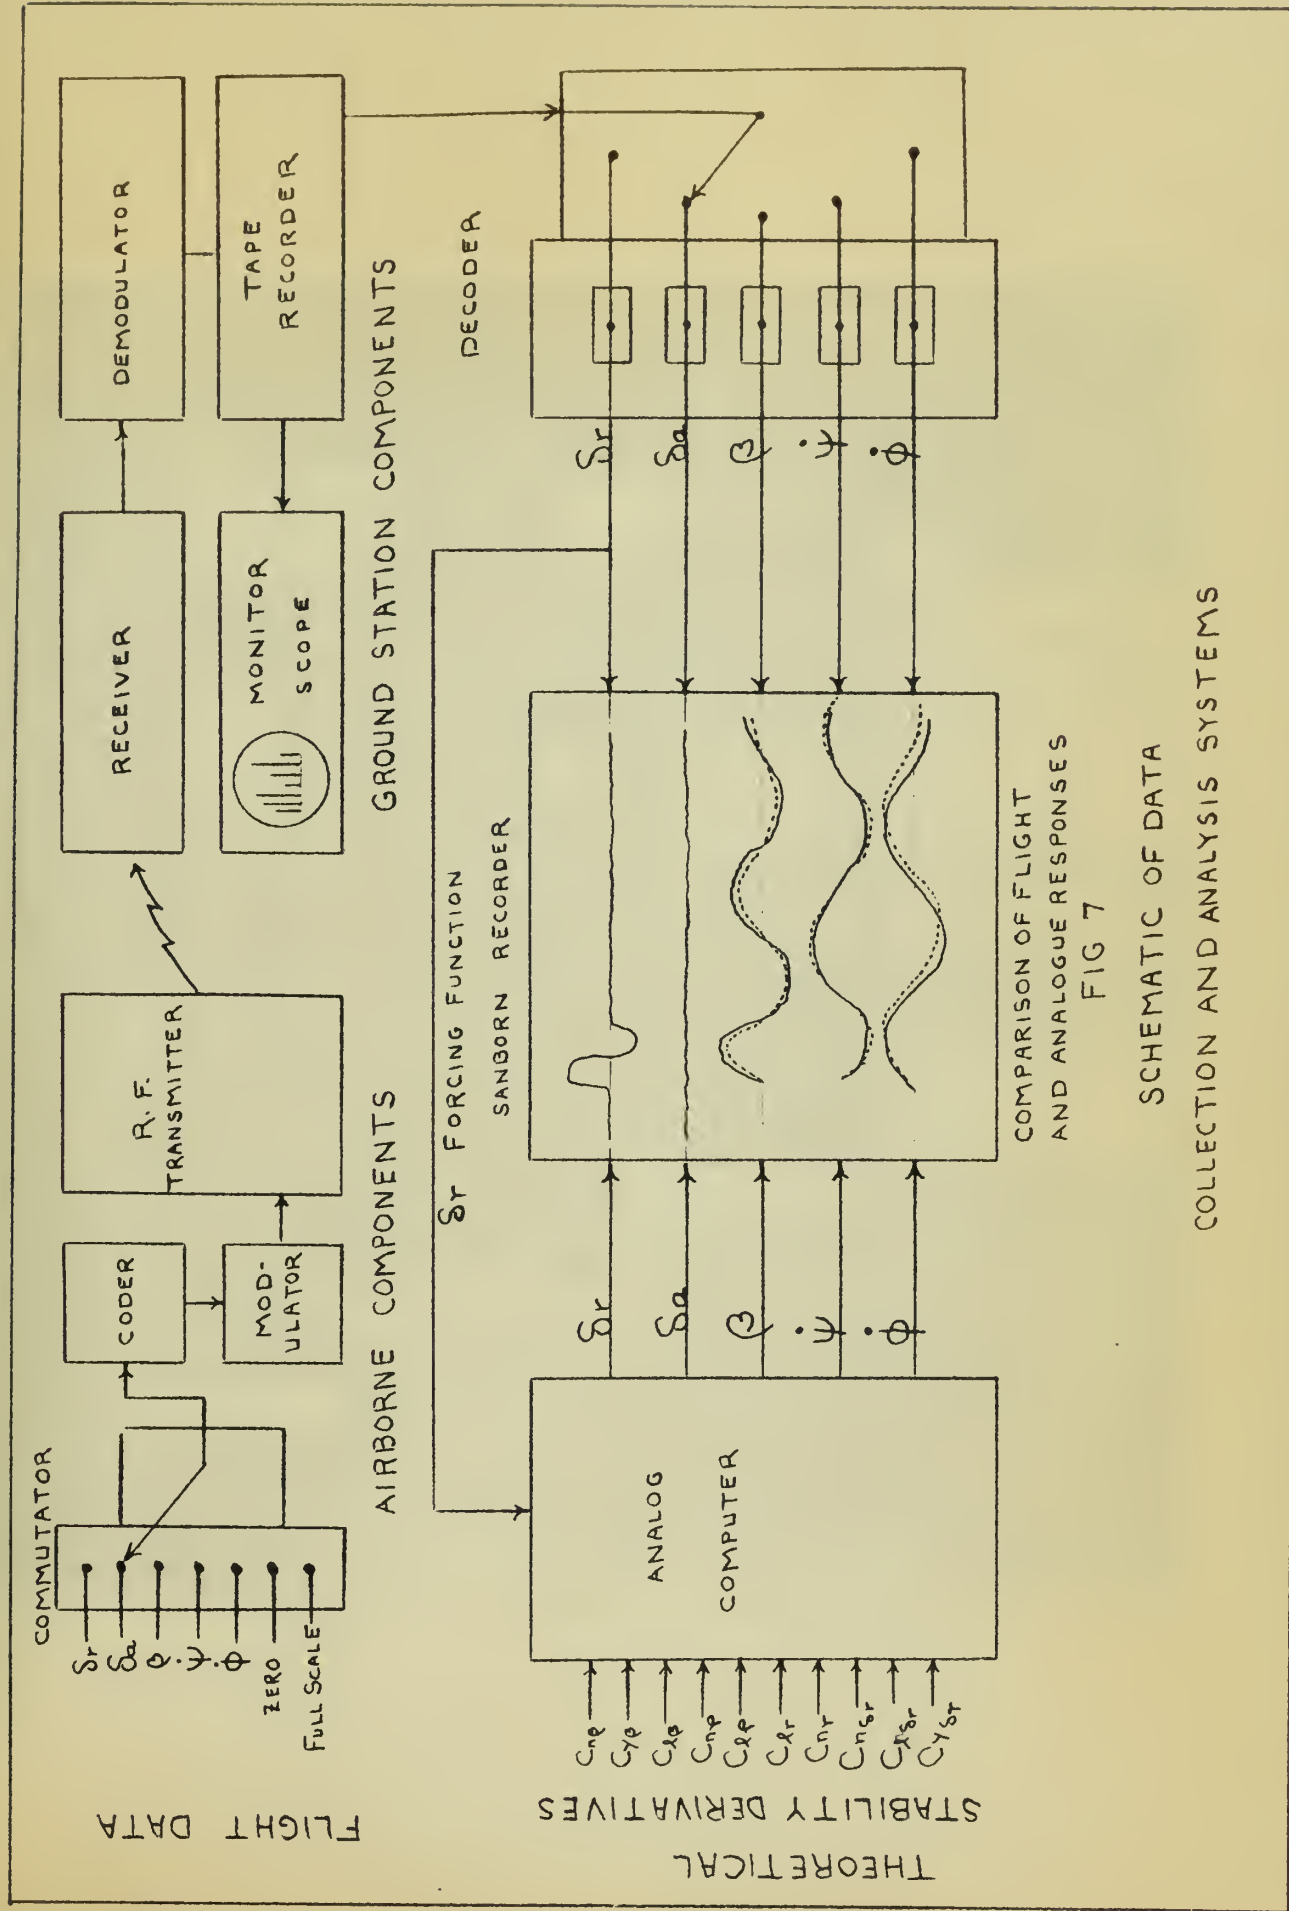 FLIGHT DATA
COMMUTATOR
δr
δa
β
ψ̇
φ̇
ZERO
FULL SCALE
CODER
MOD-
ULATOR
R.F.
TRANSMITTER
AIRBORNE COMPONENTS
RECEIVER
DEMODULATOR
MONITOR
SCOPE
TAPE
RECORDER
GROUND STATION COMPONENTS
δr FORCING FUNCTION
SANBORN RECORDER
DECODER
THEORETICAL
STABILITY DERIVATIVES
Cnβ
Cyβ
Clβ
Cnp
Clp
Clr
Cnr
Cnδr
Clδr
Cyδr
ANALOG
COMPUTER
δr
δa
β
ψ̇
φ̇
δr
δa
β
ψ̇
φ̇
COMPARISON OF FLIGHT
AND ANALOGUE RESPONSES
FIG 7
SCHEMATIC OF DATA
COLLECTION AND ANALYSIS SYSTEMS